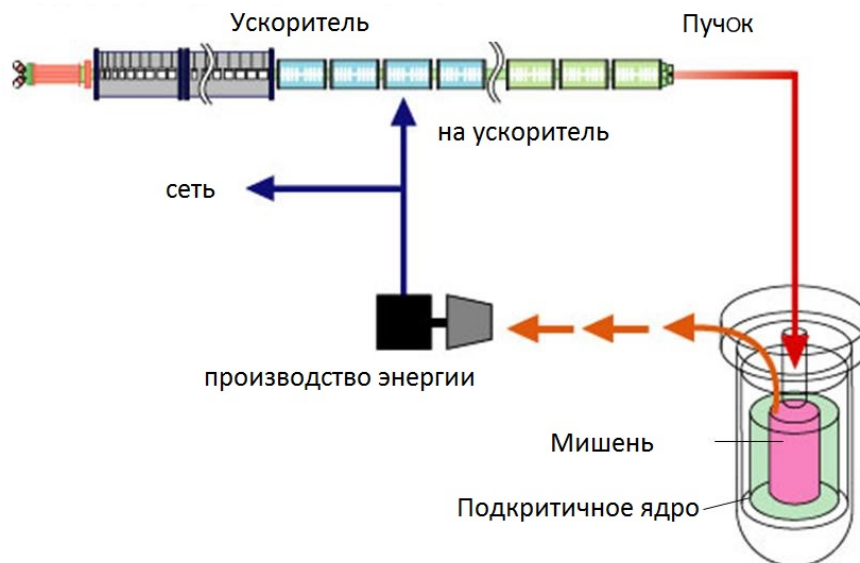 Ускоритель
Пучок
на ускоритель
сеть
производство энергии
Мишень
Подкритичное ядро